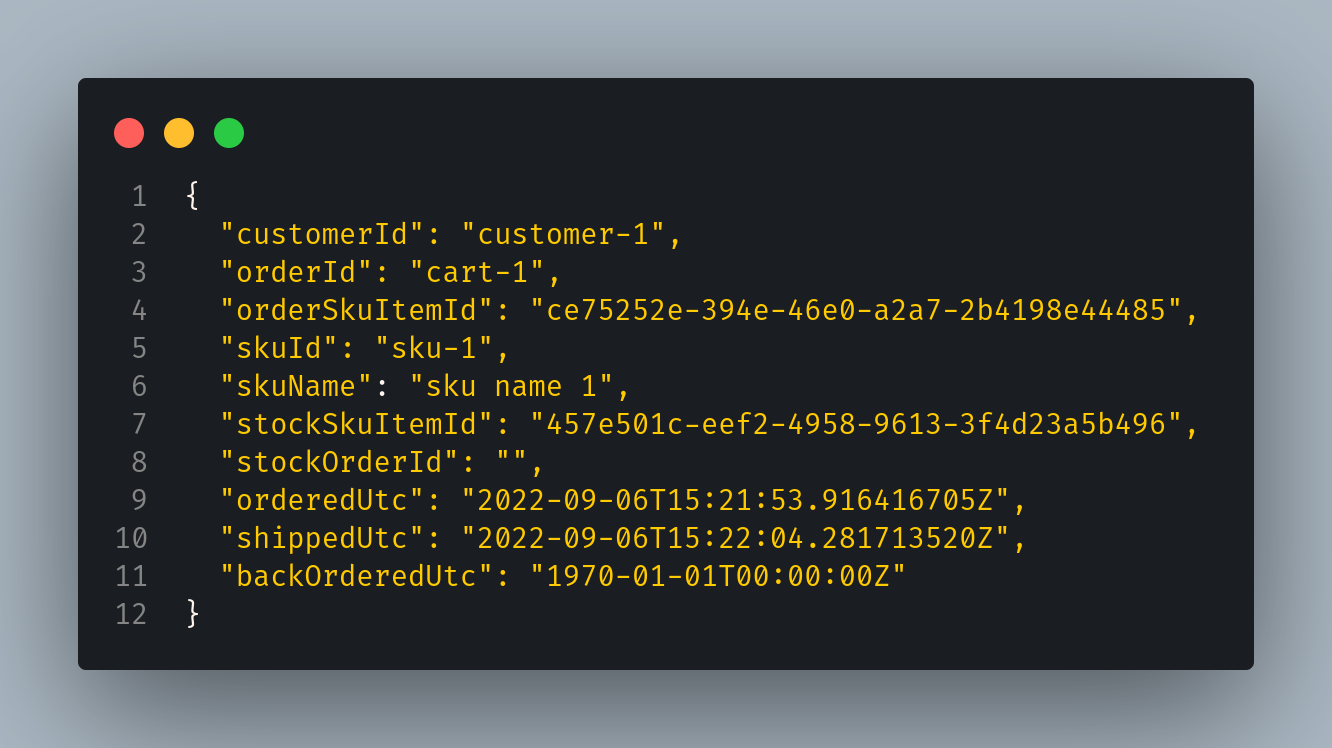 1 {
2 "customerId": "customer-1",
3 "orderId": "cart-1",
4 "orderSkuItemId": "ce75252e-394e-46e0-a2a7-2b4198e44485",
5 "skuId": "sku-1",
6 "skuName": "sku name 1",
7 "stockSkuItemId": "457e501c-eef2-4958-9613-3f4d23a5b496",
8 "stockOrderId": "",
9 "orderedUtc": "2022-09-06T15:21:53.916416705Z",
10 "shippedUtc": "2022-09-06T15:22:04.281713520Z",
11 "backOrderedUtc": "1970-01-01T00:00:00Z"
12 }